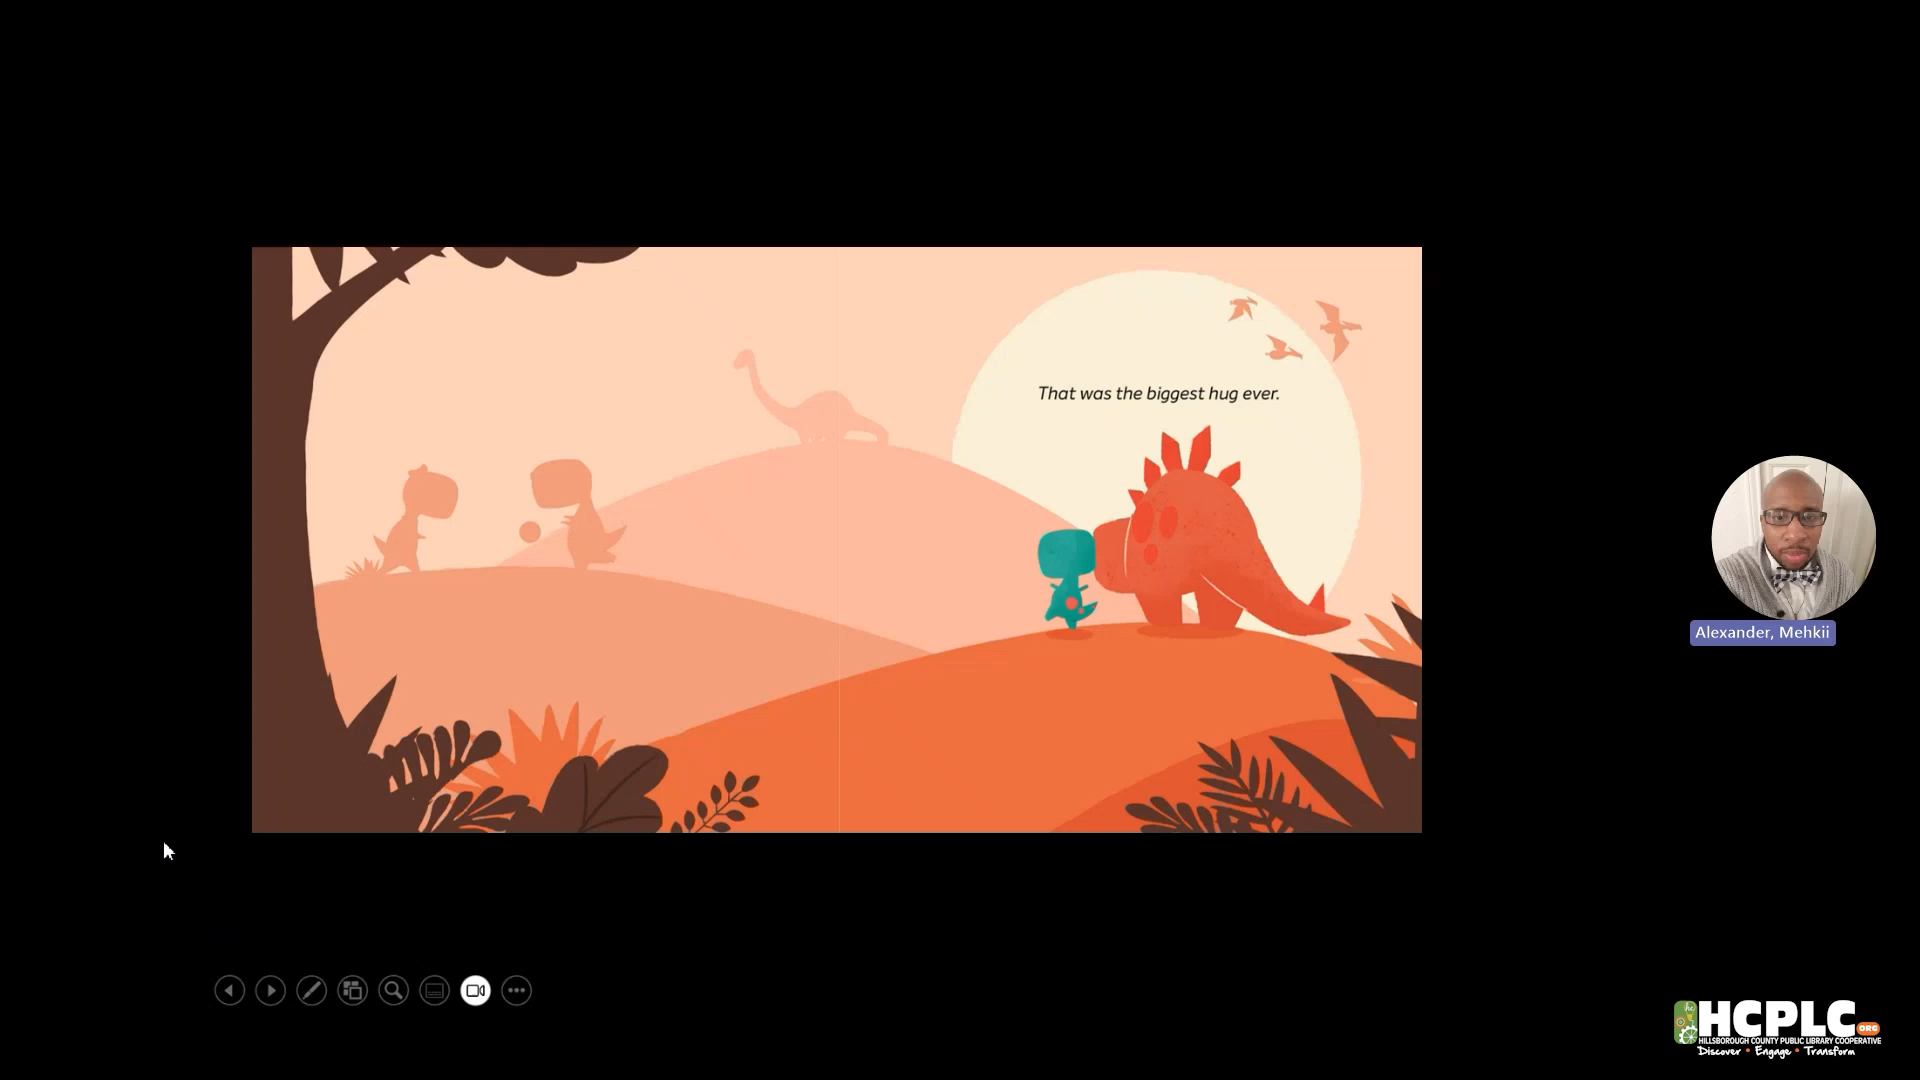 That was the biggest hug ever.
Alexander, Mehkii
HCPLC.ORG
HILLSBOROUGH COUNTY PUBLIC LIBRARY COOPERATIVE
Discover • Engage • Transform